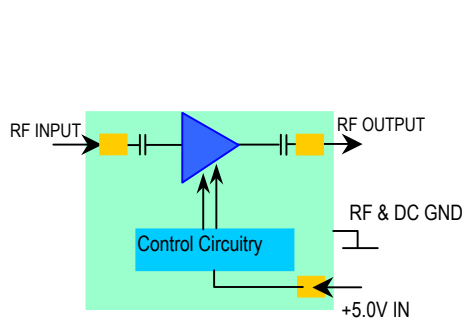 RF INPUT
RF OUTPUT
RF & DC GND
Control Circuitry
+5.0V IN